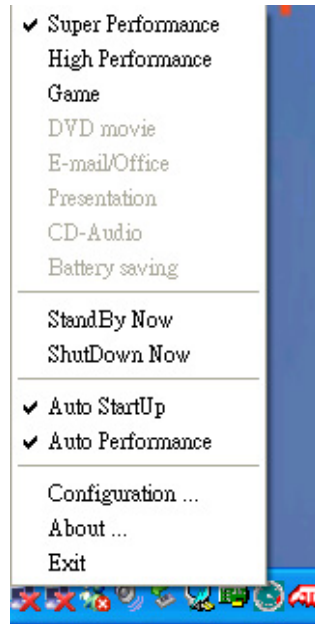 Super Performance
High Performance
Game
DVD movie
E-mail/Office
Presentation
CD-Audio
Battery saving
StandBy Now
ShutDown Now
Auto StartUp
Auto Performance
Configuration ...
About ...
Exit